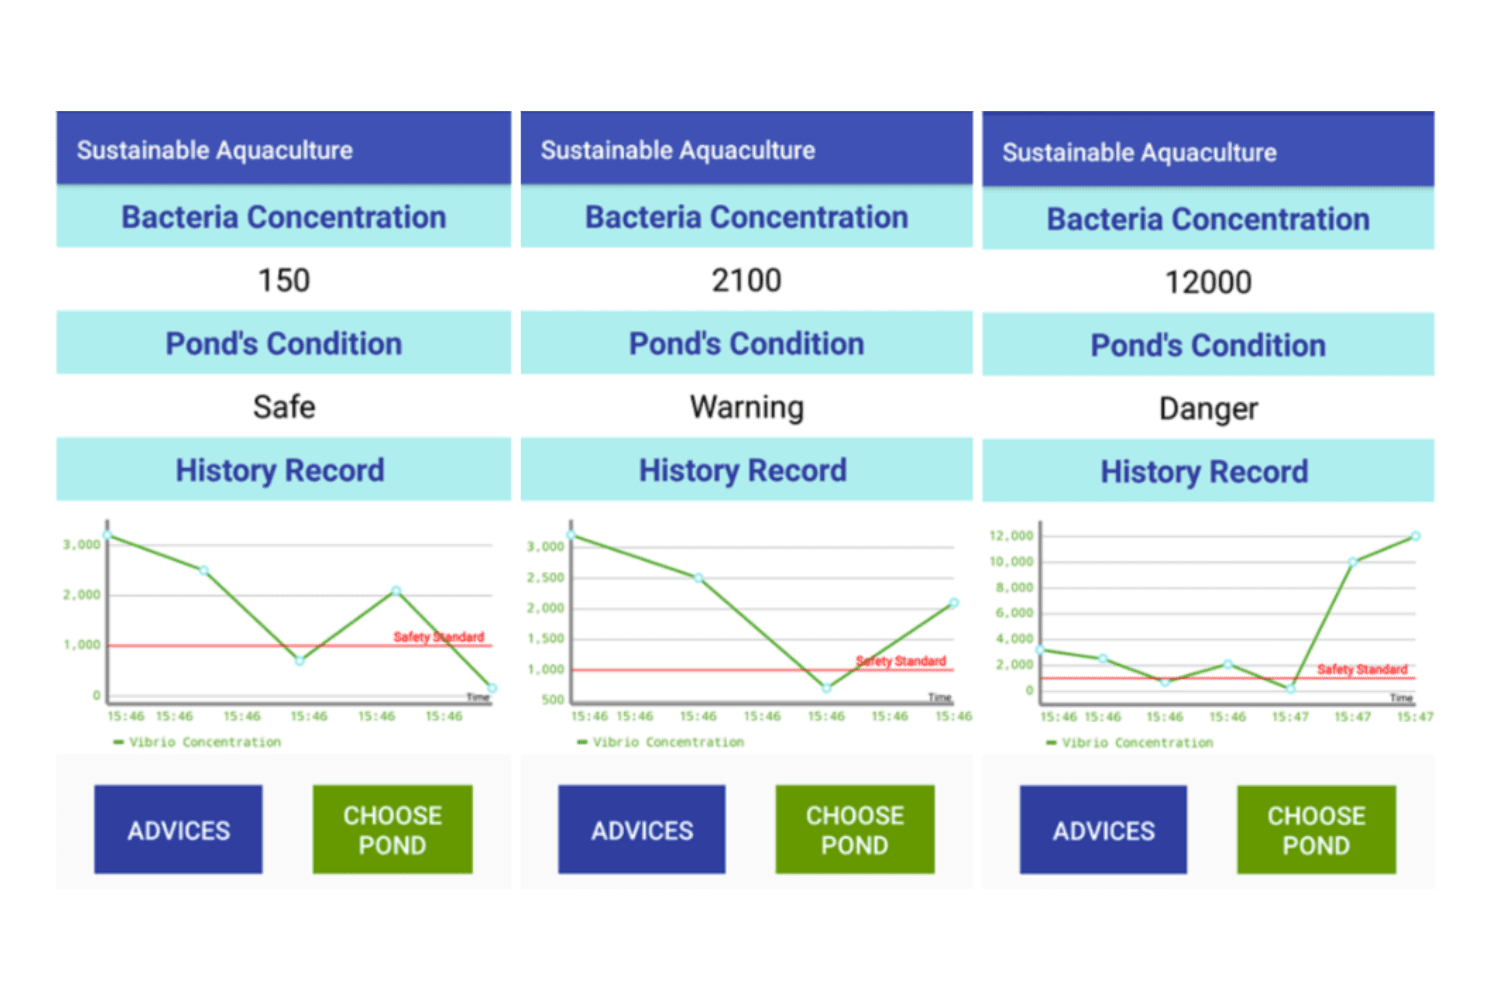 Sustainable Aquaculture
Bacteria Concentration
150
Pond's Condition
Safe
History Record
3,000
2,000
1,000
0
Safety Standard
Time
15:46 15:46 15:46 15:46 15:46 15:46
Vibrio Concentration
ADVICES
CHOOSE
POND
Sustainable Aquaculture
Bacteria Concentration
2100
Pond's Condition
Warning
History Record
3,000
2,500
2,000
1,500
1,000
500
Safety Standard
Time
15:46 15:46 15:46 15:46 15:46 15:46 15:46
Vibrio Concentration
ADVICES
CHOOSE
POND
Sustainable Aquaculture
Bacteria Concentration
12000
Pond's Condition
Danger
History Record
12,000
10,000
8,000
6,000
4,000
2,000
0
Safety Standard
Time
15:46 15:46 15:46 15:46 15:47 15:47 15:47
Vibrio Concentration
ADVICES
CHOOSE
POND